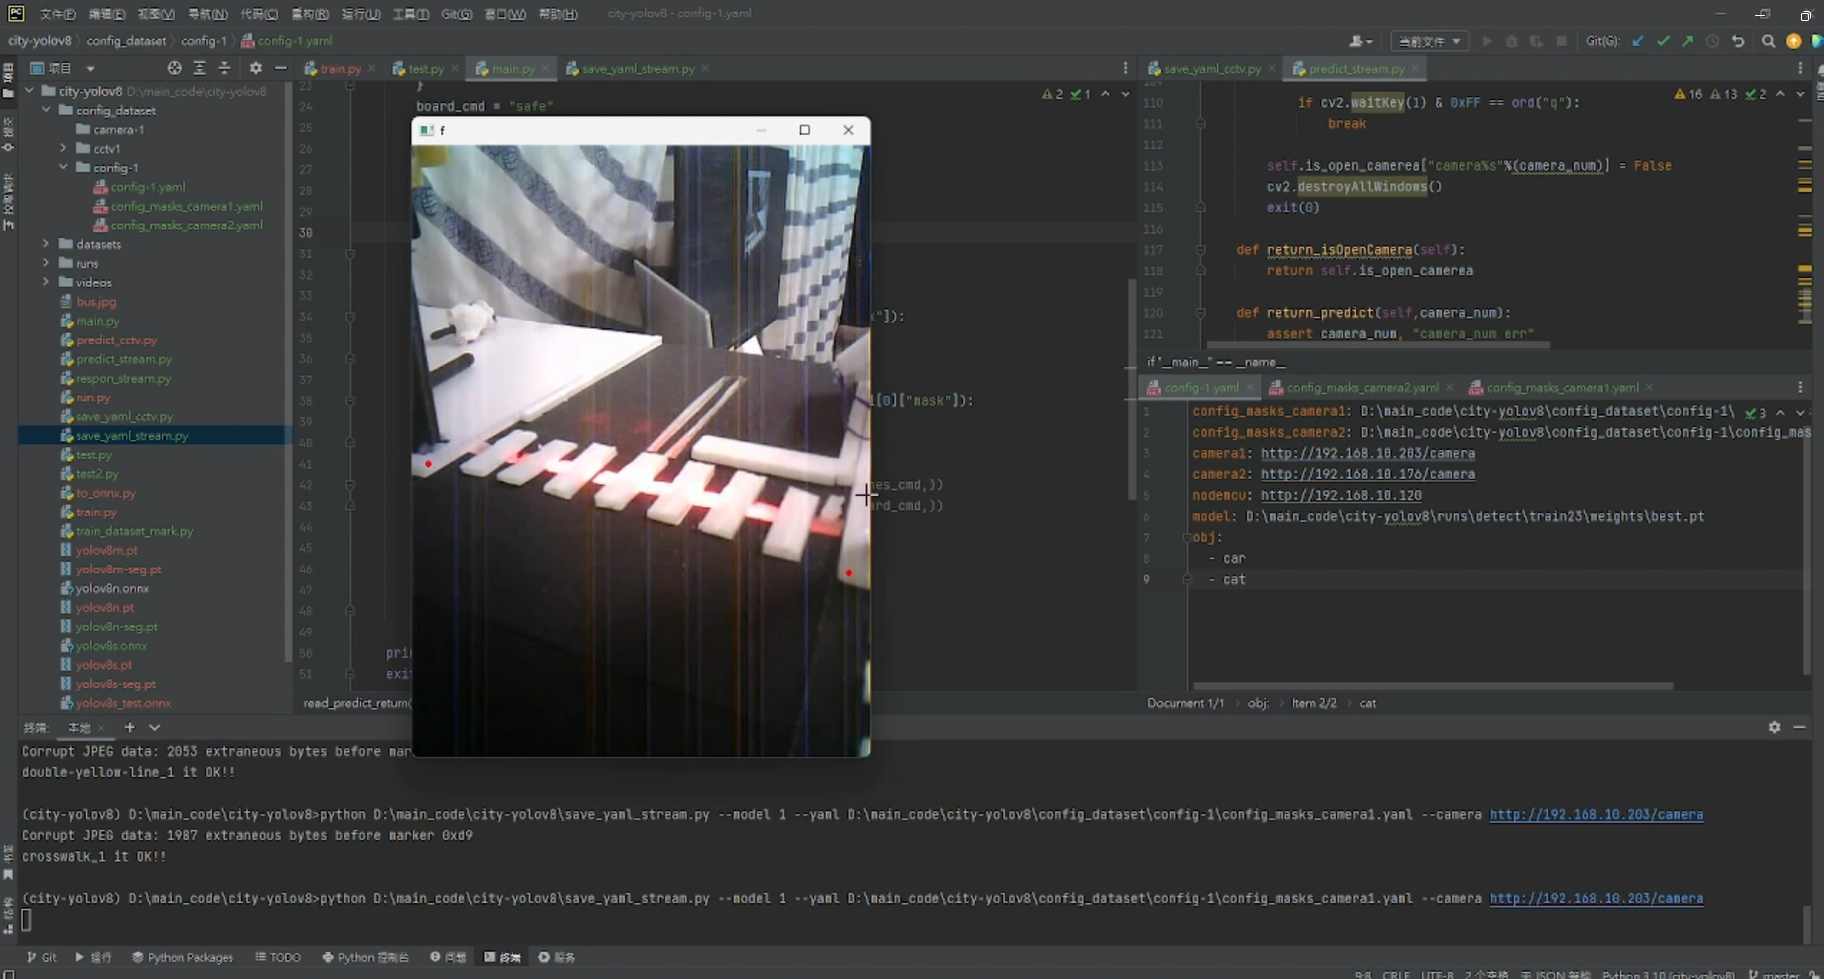 PC 文件(F) 编辑(E) 视图(V) 导航(N) 代码(C) 重构(R) 运行(U) 工具(T) Git(G) 窗口(W) 帮助(H) city-yolov8 - config-1.yaml
city-yolov8 config_dataset config-1 config-1.yaml
当前文件 Git(G):
项目
train.py test.py main.py save_yaml_stream.py
save_yaml_cctv.py predict_stream.py
city-yolov8 D:\main_code\city-yolov8
config_dataset
camera-1
cctv1
config-1
config-1.yaml
config_masks_camera1.yaml
config_masks_camera2.yaml
datasets
runs
videos
bus.jpg
main.py
predict_cctv.py
predict_stream.py
respon_stream.py
run.py
save_yaml_cctv.py
save_yaml_stream.py
test.py
test2.py
to_onnx.py
train.py
train_dataset_mark.py
yolov8m.pt
yolov8m-seg.pt
yolov8n.onnx
yolov8n.pt
yolov8n-seg.pt
yolov8s.onnx
yolov8s.pt
yolov8s-seg.pt
yolov8s_test.onnx
23 }
24 board_cmd = "safe"
2 1
25
26
27
28
29
30
31
32
33
34 "]):
35
36
37
38 [0]["mask"]):
39
40
41
42 es_cmd,))
43 rd_cmd,))
44
45
46
47
48
49
50 pri
51 exit
read_predict_return(
f
16 13 2
110 if cv2.waitKey(1) & 0xFF == ord("q"):
111 break
112
113 self.is_open_camerea["camera%s"%(camera_num)] = False
114 cv2.destroyAllWindows()
115 exit(0)
116
117 def return_isOpenCamera(self):
118 return self.is_open_camerea
119
120 def return_predict(self,camera_num):
121 assert camera_num, "camera_num err"
if "__main__" == __name__
config-1.yaml config_masks_camera2.yaml config_masks_camera1.yaml
1 config_masks_camera1: D:\main_code\city-yolov8\config_dataset\config-1\ 3
2 config_masks_camera2: D:\main_code\city-yolov8\config_dataset\config-1\config_mas
3 camera1: http://192.168.10.203/camera
4 camera2: http://192.168.10.176/camera
5 nodemcu: http://192.168.10.120
6 model: D:\main_code\city-yolov8\runs\detect\train23\weights\best.pt
7 obj:
8 - car
9 - cat
Document 1/1 obj: Item 2/2 cat
终端: 本地
Corrupt JPEG data: 2053 extraneous bytes before mar
double-yellow-line_1 it OK!!
(city-yolov8) D:\main_code\city-yolov8>python D:\main_code\city-yolov8\save_yaml_stream.py --model 1 --yaml D:\main_code\city-yolov8\config_dataset\config-1\config_masks_camera1.yaml --camera http://192.168.10.203/camera
Corrupt JPEG data: 1987 extraneous bytes before marker 0xd9
crosswalk_1 it OK!!
(city-yolov8) D:\main_code\city-yolov8>python D:\main_code\city-yolov8\save_yaml_stream.py --model 1 --yaml D:\main_code\city-yolov8\config_dataset\config-1\config_masks_camera1.yaml --camera http://192.168.10.203/camera
Git 运行 Python Packages TODO Python 控制台 问题 终端 服务
9:8 CRLF UTF-8 2 个空格 Python 3.10 (city-yolov8) master